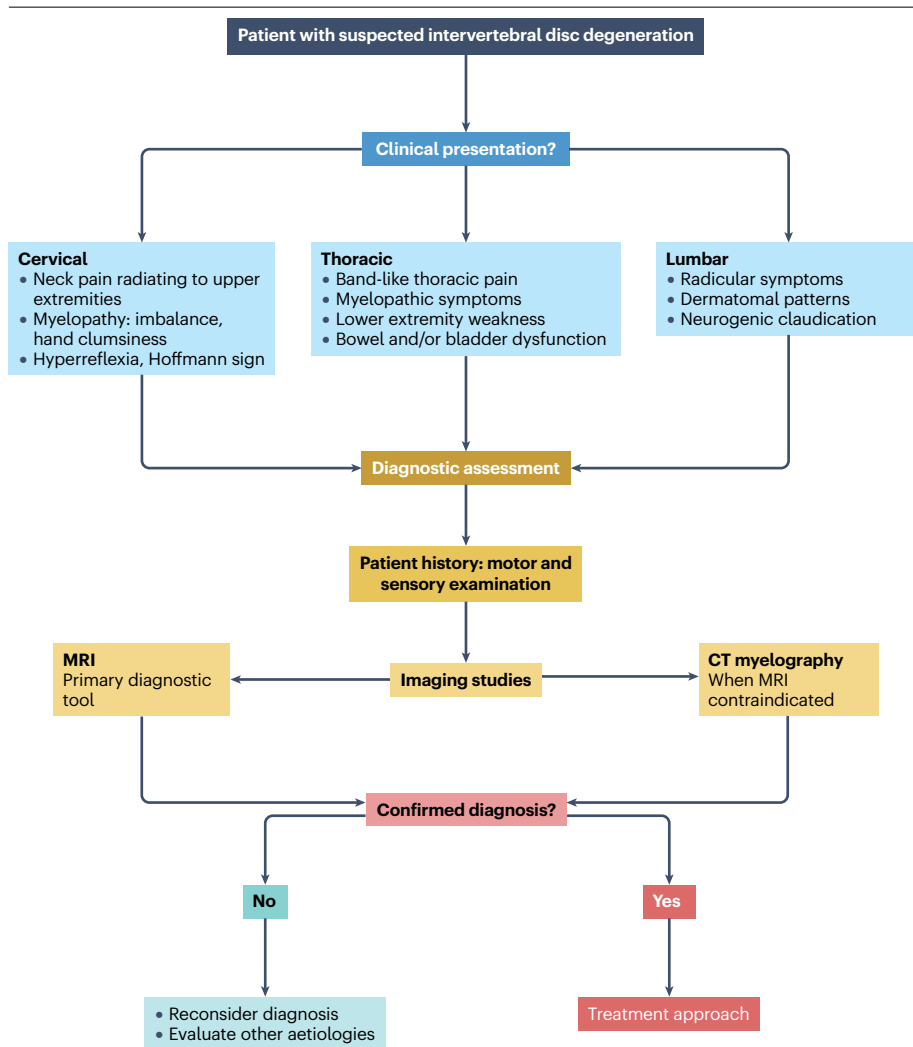 Patient with suspected intervertebral disc degeneration
Clinical presentation?
Cervical
• Neck pain radiating to upper
extremities
• Myelopathy: imbalance,
hand clumsiness
• Hyperreflexia, Hoffmann sign
Thoracic
• Band-like thoracic pain
• Myelopathic symptoms
• Lower extremity weakness
• Bowel and/or bladder dysfunction
Lumbar
• Radicular symptoms
• Dermatomal patterns
• Neurogenic claudication
Diagnostic assessment
Patient history: motor and
sensory examination
MRI
Primary diagnostic
tool
Imaging studies
CT myelography
When MRI
contraindicated
Confirmed diagnosis?
No
Yes
• Reconsider diagnosis
• Evaluate other aetiologies
Treatment approach